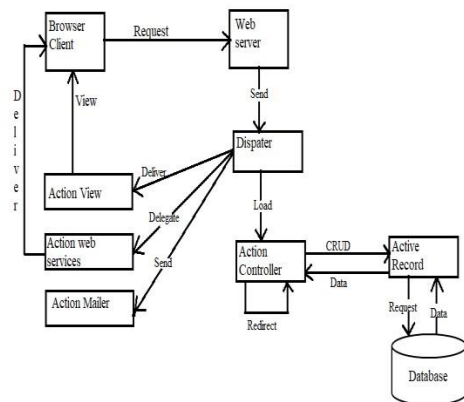 Browser
Client
Request
Web
server
Deliver
View
Send
Dispater
Deliver
Action View
Delegate
Load
Action web
services
Send
Action
Controller
CRUD
Data
Active
Record
Action Mailer
Redirect
Request
Data
Database